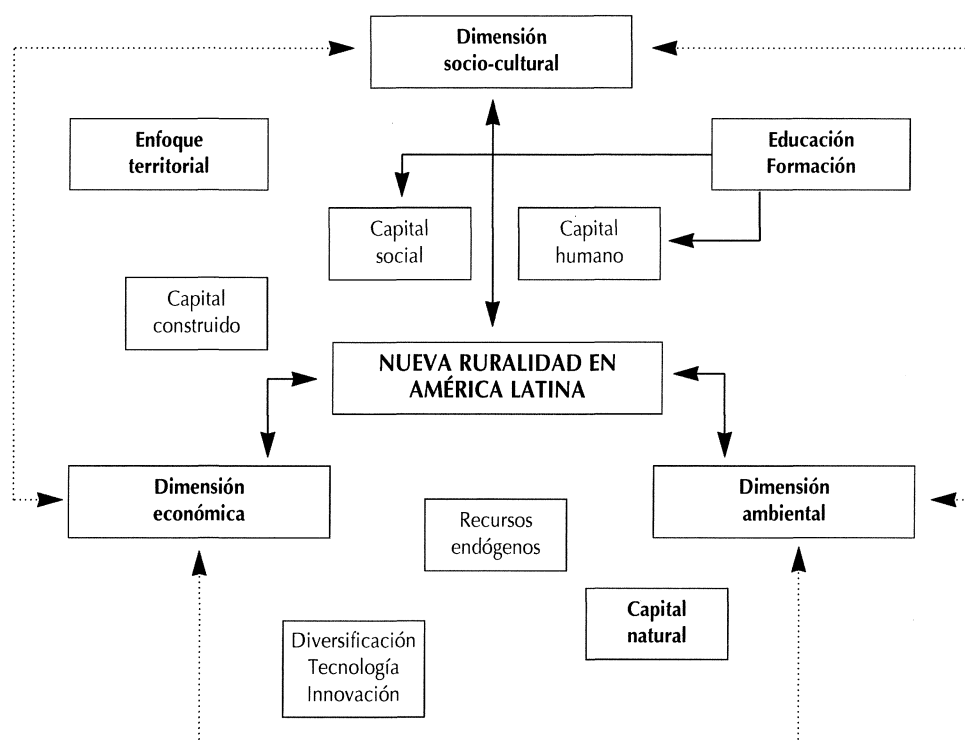 Dimensión
socio-cultural
Enfoque
territorial
Educación
Formación
Capital
social
Capital
humano
Capital
construido
NUEVA RURALIDAD EN
AMÉRICA LATINA
Dimensión
económica
Dimensión
ambiental
Recursos
endógenos
Capital
natural
Diversificación
Tecnología
Innovación